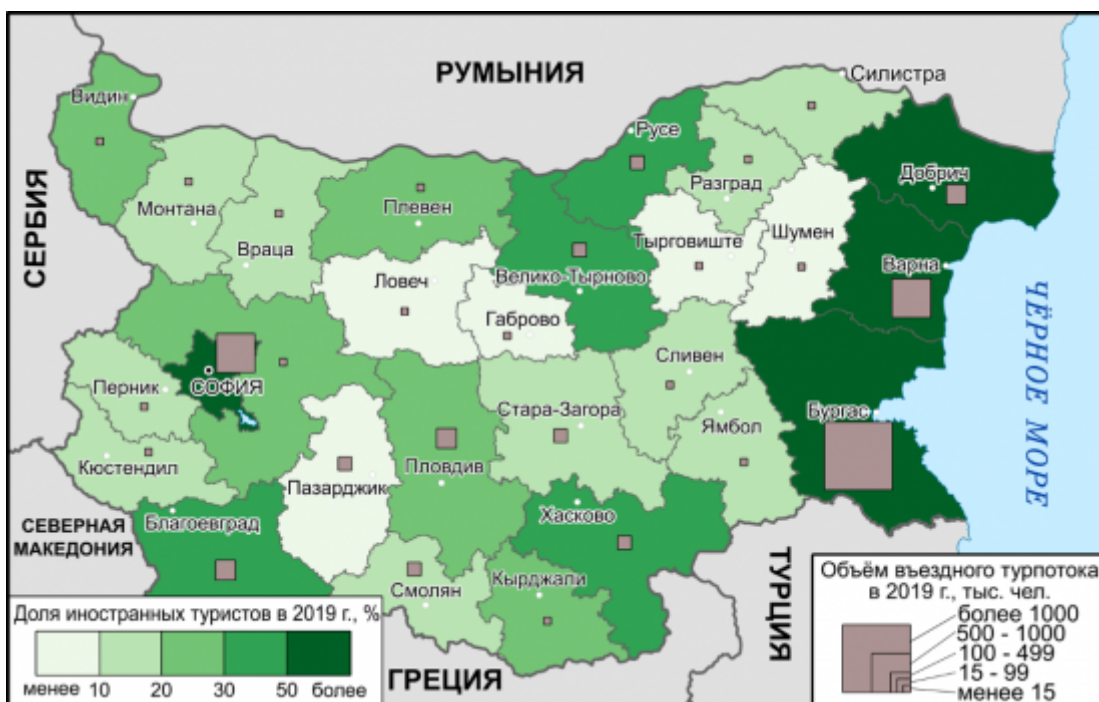 РУМЫНИЯ
Силистра
Видин
Русе
Добрич
Разград
Монтана
Плевен
Враца
Тырговиште
Шумен
Варна
СЕРБИЯ
Ловеч
Велико-Тырново
Габрово
ЧЁРНОЕ МОРЕ
Перник
СОФИЯ
Сливен
Стара-Загора
Ямбол
Бургас
Кюстендил
Пловдив
Пазарджик
Хасково
СЕВЕРНАЯ
МАКЕДОНИЯ
Благоевград
Смолян
Кырджали
ТУРЦИЯ
ГРЕЦИЯ
Доля иностранных туристов в 2019 г., %
менее 10 20 30 50 более
Объём въездного турпотока
в 2019 г., тыс. чел.
более 1000
500 - 1000
100 - 499
15 - 99
менее 15